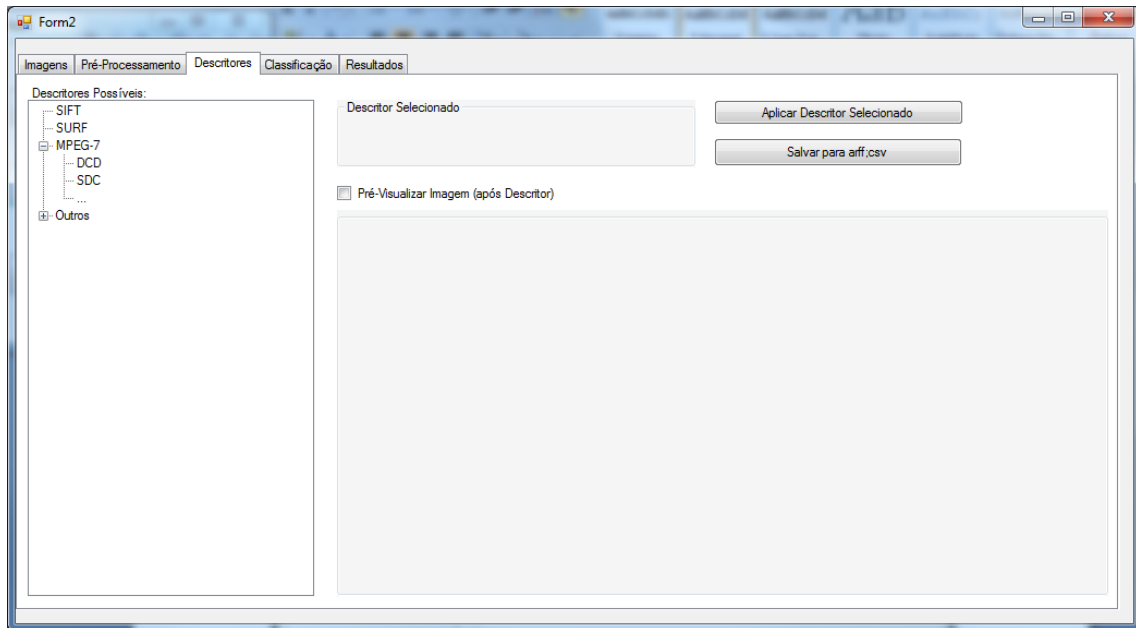 Form2
Imagens Pré-Processamento Descritores Classificação Resultados
Descritores Possíveis:
SIFT
SURF
MPEG-7
DCD
SDC
...
Outros
Descritor Selecionado
Aplicar Descritor Selecionado
Salvar para arff;csv
Pré-Visualizar Imagem (após Descritor)